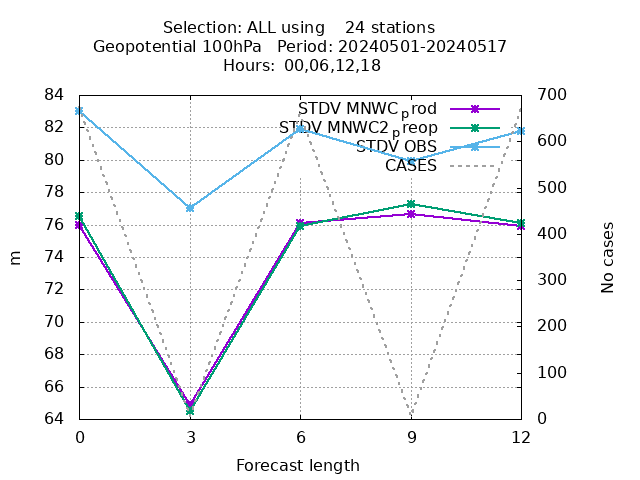 Selection: ALL using    24 stations
Geopotential 100hPa   Period: 20240501-20240517
Hours: 00,06,12,18
84 700
STDV MNWCprod
82 STDV MNWC2preop 600
STDV OBS
80 CASES
78 500
76 400
m No cases
74 300
72
70 200
68
66 100
64 0
0 3 6 9 12
Forecast length